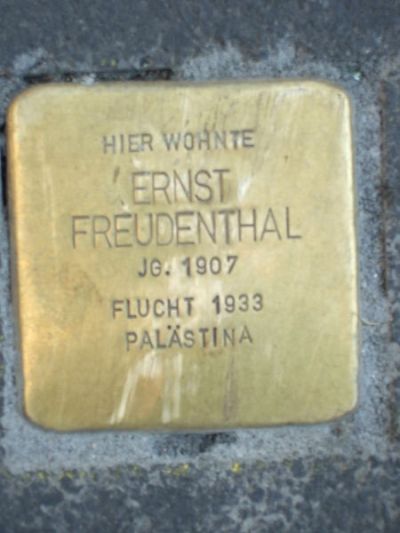 HIER WOHNTE
ERNST
FREUDENTHAL
JG. 1907
FLUCHT 1933
PALÄSTINA